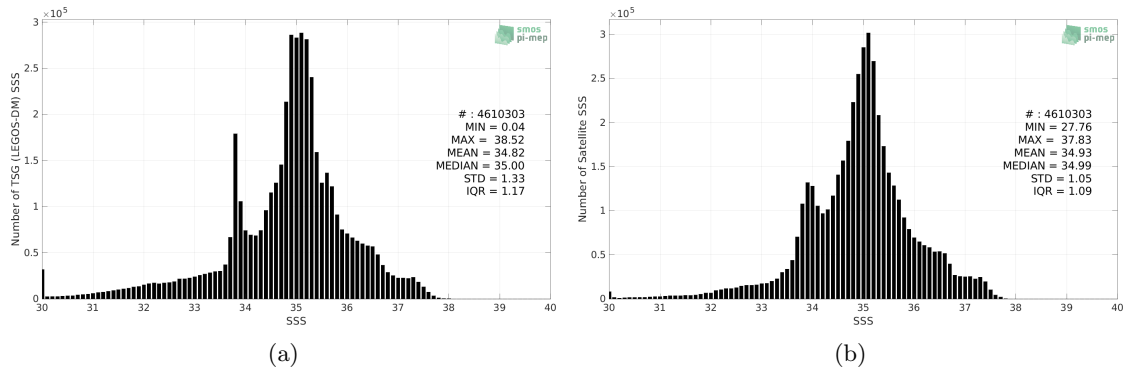 ×10^5
3
2.5
2
1.5
1
0.5
0
Number of TSG (LEGOS-DM) SSS
30 31 32 33 34 35 36 37 38 39 40
SSS
smos
pi-mep
# : 4610303
MIN = 0.04
MAX = 38.52
MEAN = 34.82
MEDIAN = 35.00
STD = 1.33
IQR = 1.17
(a)
×10^5
3
2.5
2
1.5
1
0.5
0
Number of Satellite SSS
30 31 32 33 34 35 36 37 38 39 40
SSS
smos
pi-mep
# : 4610303
MIN = 27.76
MAX = 37.83
MEAN = 34.93
MEDIAN = 34.99
STD = 1.05
IQR = 1.09
(b)